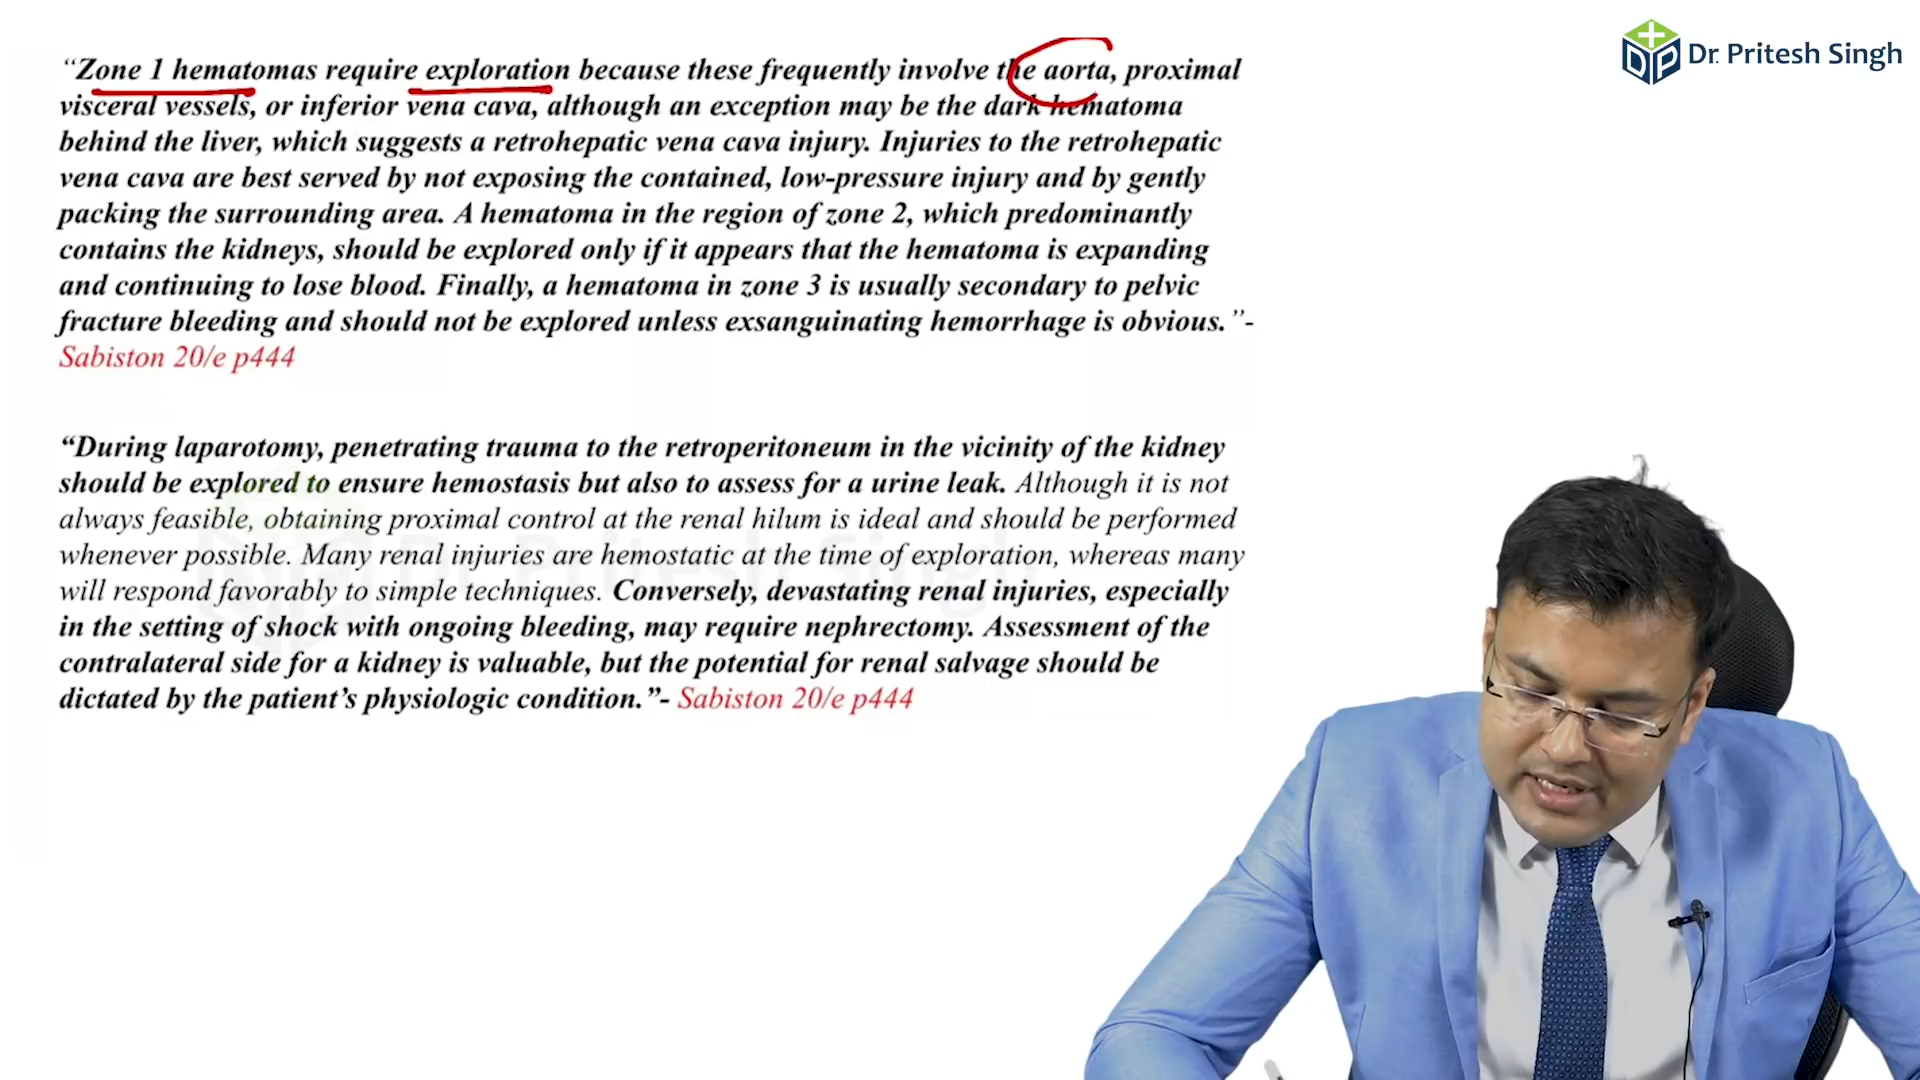 Dr. Pritesh Singh
“Zone 1 hematomas require exploration because these frequently involve the aorta, proximal
visceral vessels, or inferior vena cava, although an exception may be the dark hematoma
behind the liver, which suggests a retrohepatic vena cava injury. Injuries to the retrohepatic
vena cava are best served by not exposing the contained, low-pressure injury and by gently
packing the surrounding area. A hematoma in the region of zone 2, which predominantly
contains the kidneys, should be explored only if it appears that the hematoma is expanding
and continuing to lose blood. Finally, a hematoma in zone 3 is usually secondary to pelvic
fracture bleeding and should not be explored unless exsanguinating hemorrhage is obvious.”-
Sabiston 20/e p444
“During laparotomy, penetrating trauma to the retroperitoneum in the vicinity of the kidney
should be explored to ensure hemostasis but also to assess for a urine leak. Although it is not
always feasible, obtaining proximal control at the renal hilum is ideal and should be performed
whenever possible. Many renal injuries are hemostatic at the time of exploration, whereas many
will respond favorably to simple techniques. Conversely, devastating renal injuries, especially
in the setting of shock with ongoing bleeding, may require nephrectomy. Assessment of the
contralateral side for a kidney is valuable, but the potential for renal salvage should be
dictated by the patient’s physiologic condition.”- Sabiston 20/e p444